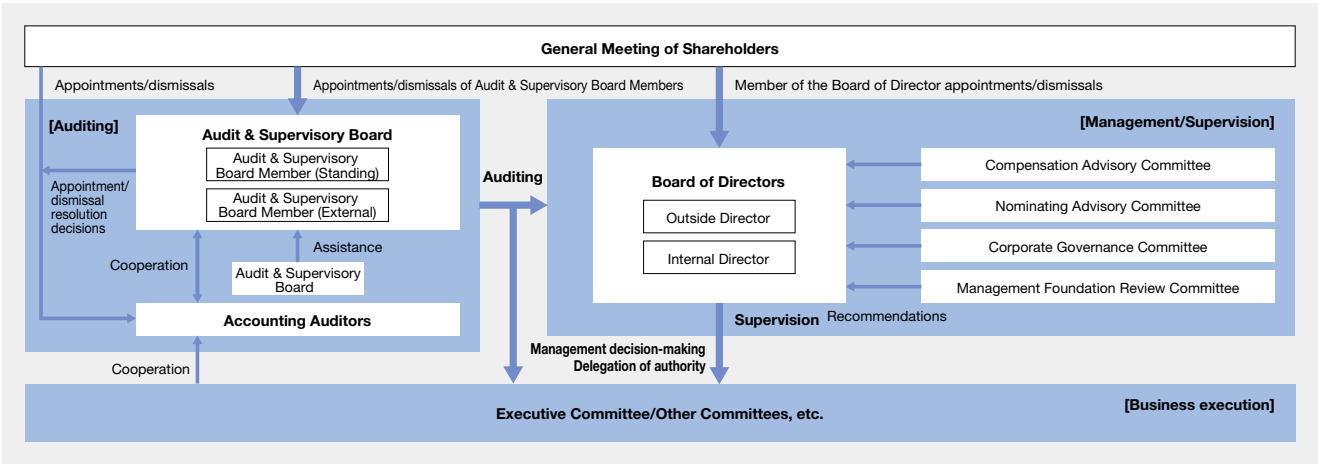 General Meeting of Shareholders
Appointments/dismissals
Appointments/dismissals of Audit & Supervisory Board Members
Member of the Board of Director appointments/dismissals
[Auditing]
Audit & Supervisory Board
Audit & Supervisory
Board Member (Standing)
Audit & Supervisory
Board Member (External)
Appointment/
dismissal
resolution
decisions
Cooperation
Assistance
Audit & Supervisory
Board
Accounting Auditors
Cooperation
Auditing
[Management/Supervision]
Board of Directors
Outside Director
Internal Director
Compensation Advisory Committee
Nominating Advisory Committee
Corporate Governance Committee
Management Foundation Review Committee
Supervision
Recommendations
Management decision-making
Delegation of authority
Executive Committee/Other Committees, etc.
[Business execution]